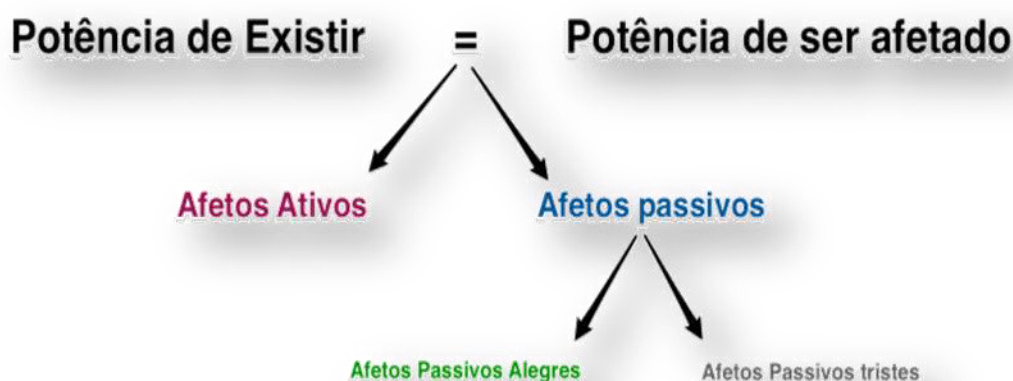 Potência de Existir = Potência de ser afetado
Afetos Ativos Afetos passivos
Afetos Passivos Alegres Afetos Passivos tristes